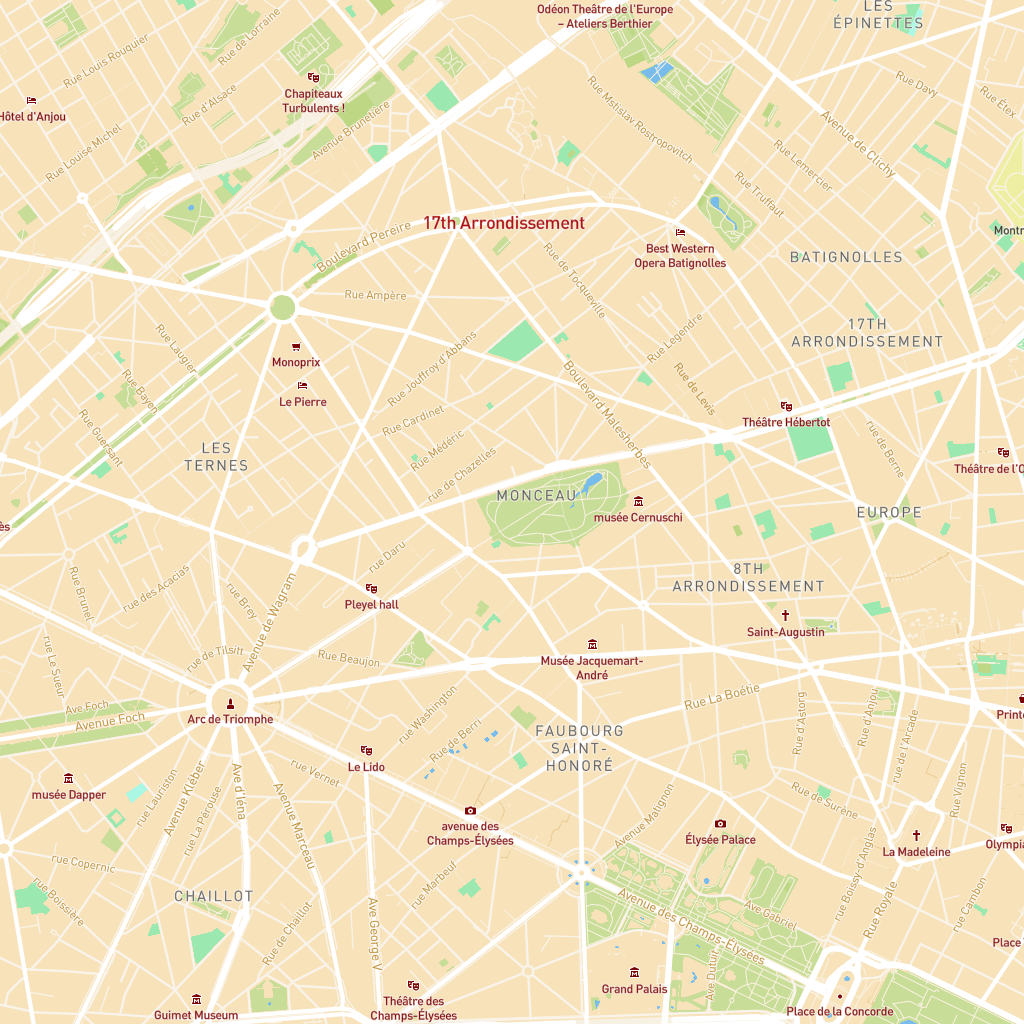 Odéon Theâtre de l'Europe
– Ateliers Berthier
LES
ÉPINETTES
Rue de Lorraine
Rue Louis Rouquier
Chapiteaux
Turbulents !
Rue d'Alsace
Hôtel d'Anjou
Rue Louise Michel
Avenue Brunetière
Rue Mstislav Rostropovitch
Rue Davy
Rue Étex
Avenue de Clichy
Rue Lemercier
Rue Truffaut
17th Arrondissement
Boulevard Pereire
Best Western
Opera Batignolles
BATIGNOLLES
Montr
Rue de Tocqueville
Rue Ampère
Rue Legendre
17TH
ARRONDISSEMENT
Rue Laugier
Monoprix
Le Pierre
Rue Jouffroy d'Abbans
Boulevard Malesherbes
Rue de Levis
Rue Bayen
Rue Guersant
Rue Cardinet
Théâtre Hébertot
rue de Berne
LES
TERNES
Rue Médéric
rue de Chazelles
Théâtre de l'O
MONCEAU
musée Cernuschi
EUROPE
ès
rue Daru
rue des Acacias
Rue Brunel
rue Brey
Avenue de Wagram
Pleyel hall
8TH
ARRONDISSEMENT
Saint-Augustin
rue Le Sueur
rue de Tilsitt
Rue Beaujon
Musée Jacquemart-
André
Rue La Boétie
Ave Foch
Avenue Foch
Arc de Triomphe
rue Washington
Rue de Berri
FAUBOURG
SAINT-
HONORÉ
Rue d'Astorg
Rue d'Anjou
rue de l'Arcade
Printe
Le Lido
rue Vernet
musée Dapper
rue Lauriston
Avenue Kléber
rue La Pérouse
Ave d'Iéna
Avenue Marceau
avenue des
Champs-Élysées
Avenue Matignon
Élysée Palace
Rue de Surène
Rue Vignon
La Madeleine
Olympia
rue Copernic
rue Boissière
CHAILLOT
rue Marbeuf
Rue de Chaillot
Ave George V
Avenue des Champs-Élysées
Ave Gabriel
rue Boissy d'Anglas
Rue Royale
rue Cambon
Place
Ave Dutuit
Grand Palais
Guimet Museum
Théâtre des
Champs-Élysées
Place de la Concorde